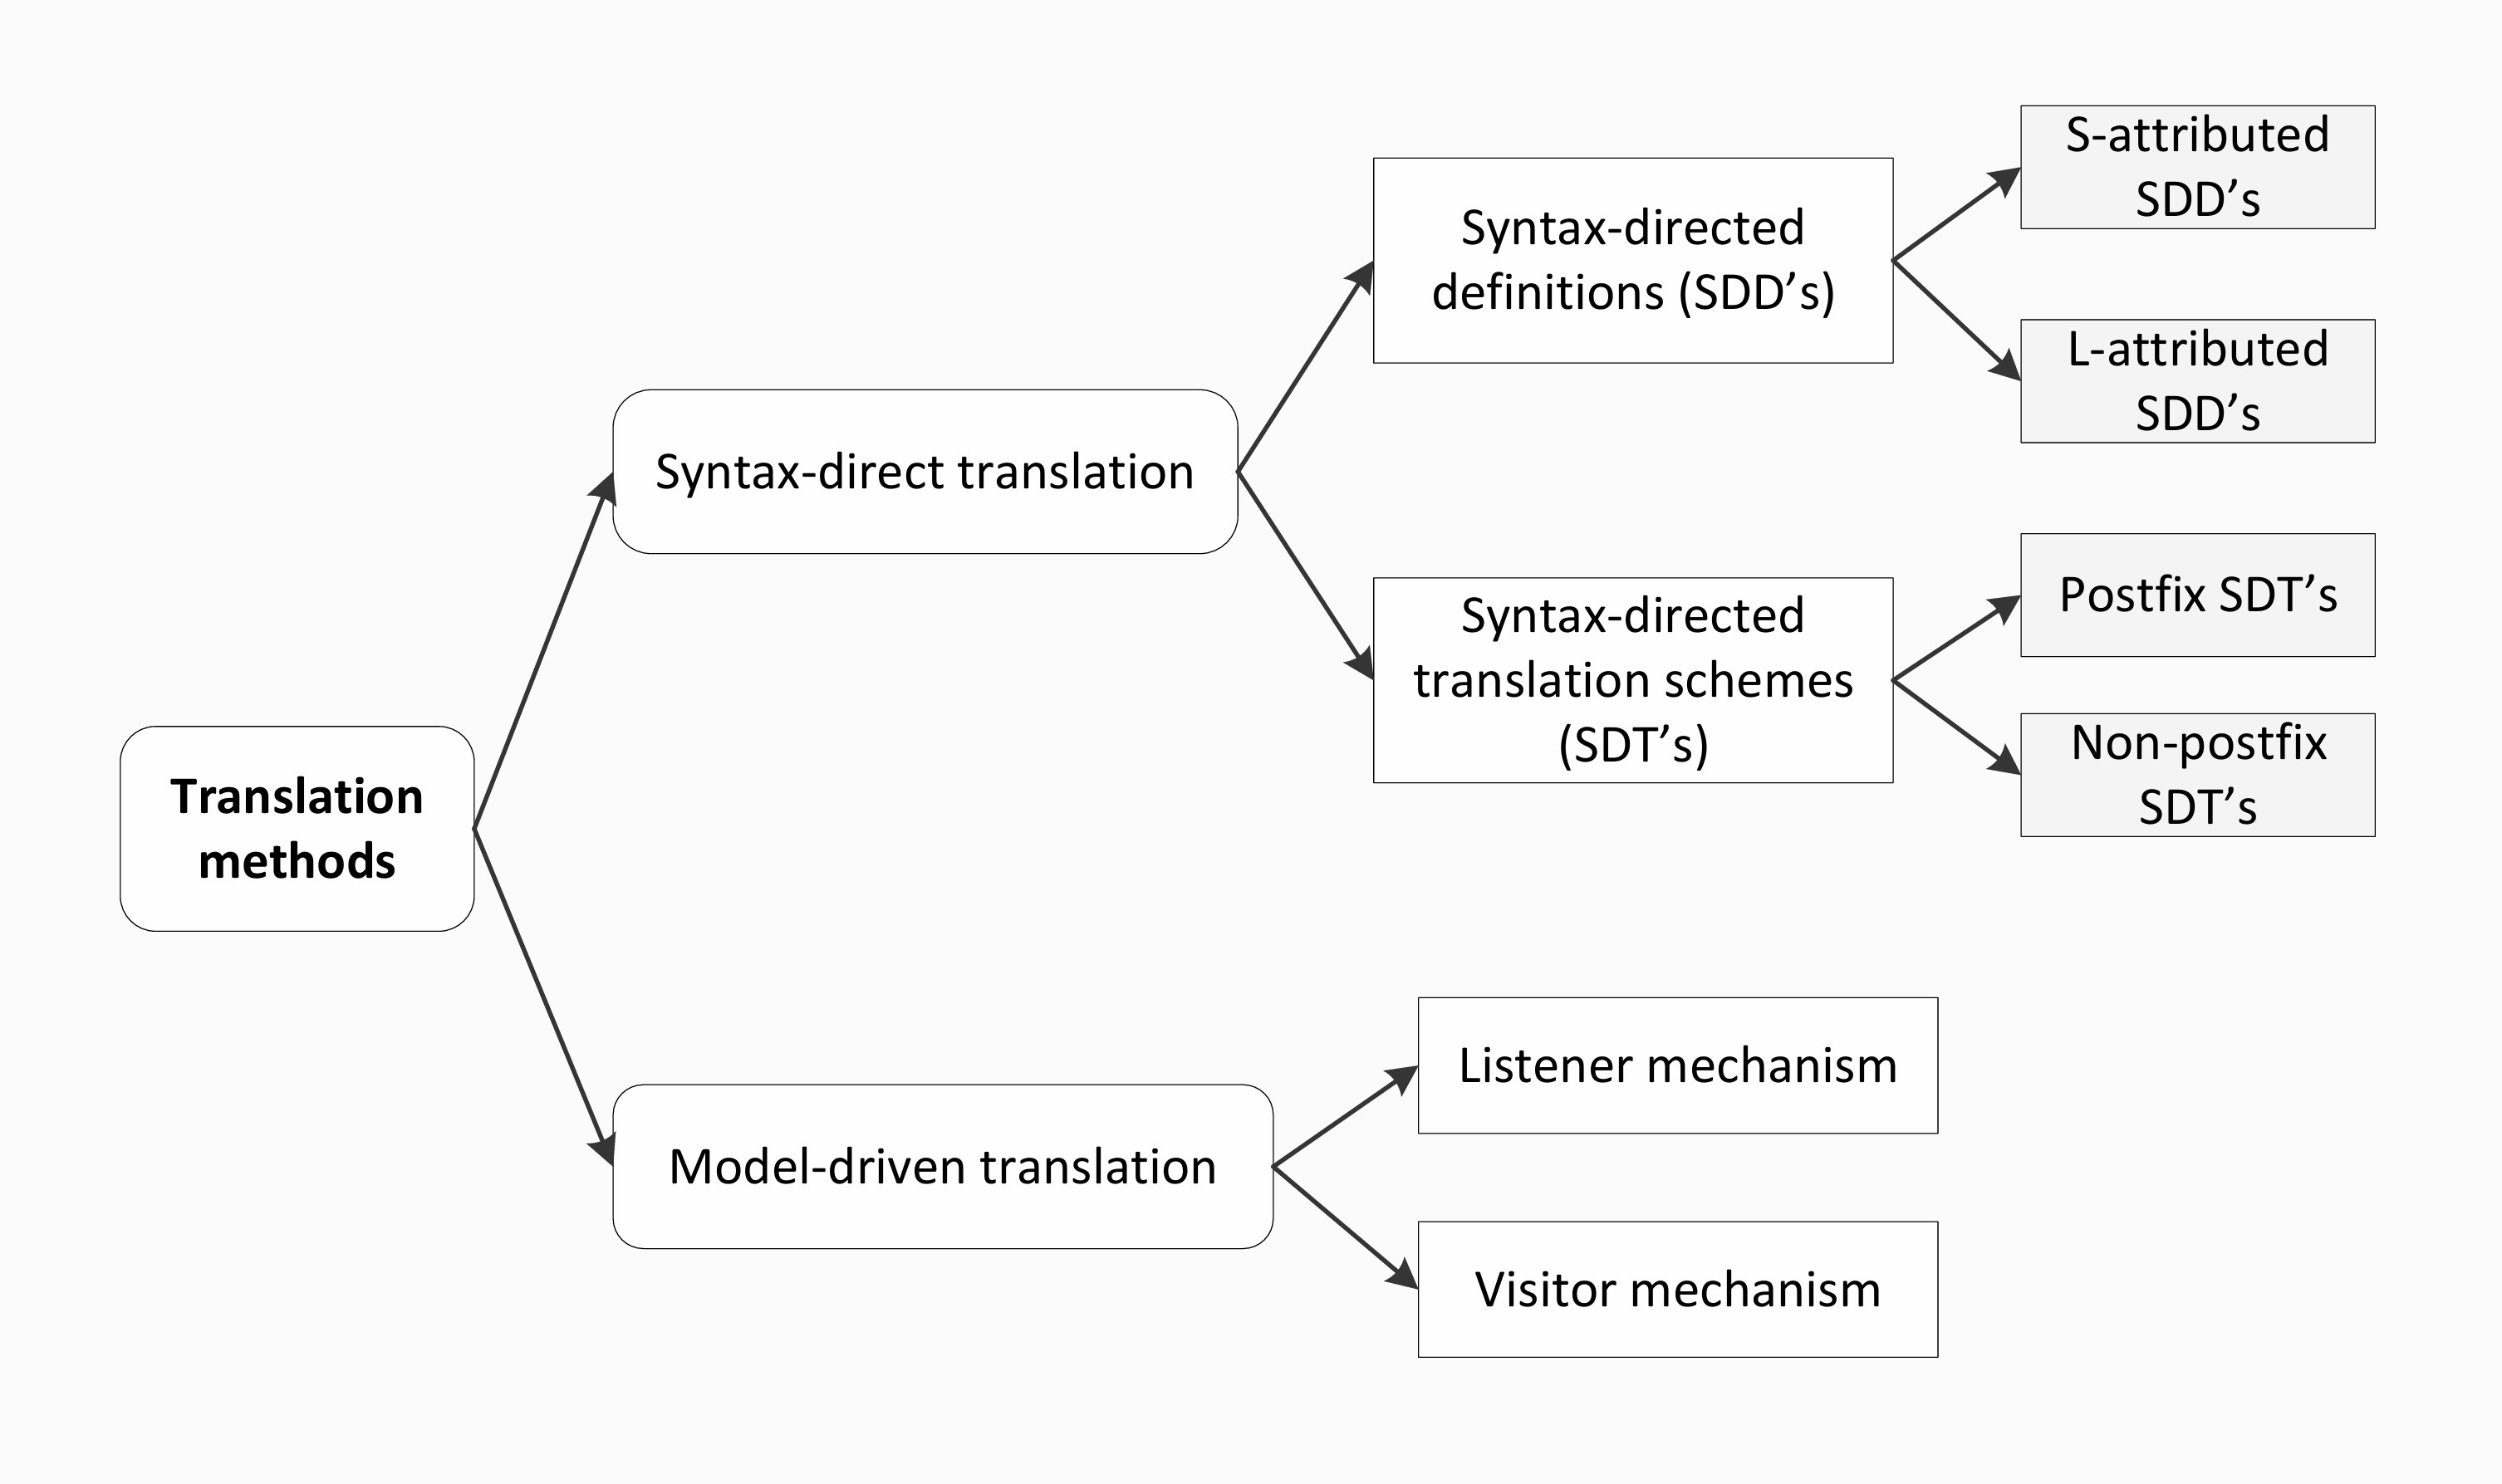 Translation
methods
Syntax-direct translation
Syntax-directed
definitions (SDD’s)
S-attributed
SDD’s
L-attributed
SDD’s
Syntax-directed
translation schemes
(SDT’s)
Postfix SDT’s
Non-postfix
SDT’s
Model-driven translation
Listener mechanism
Visitor mechanism